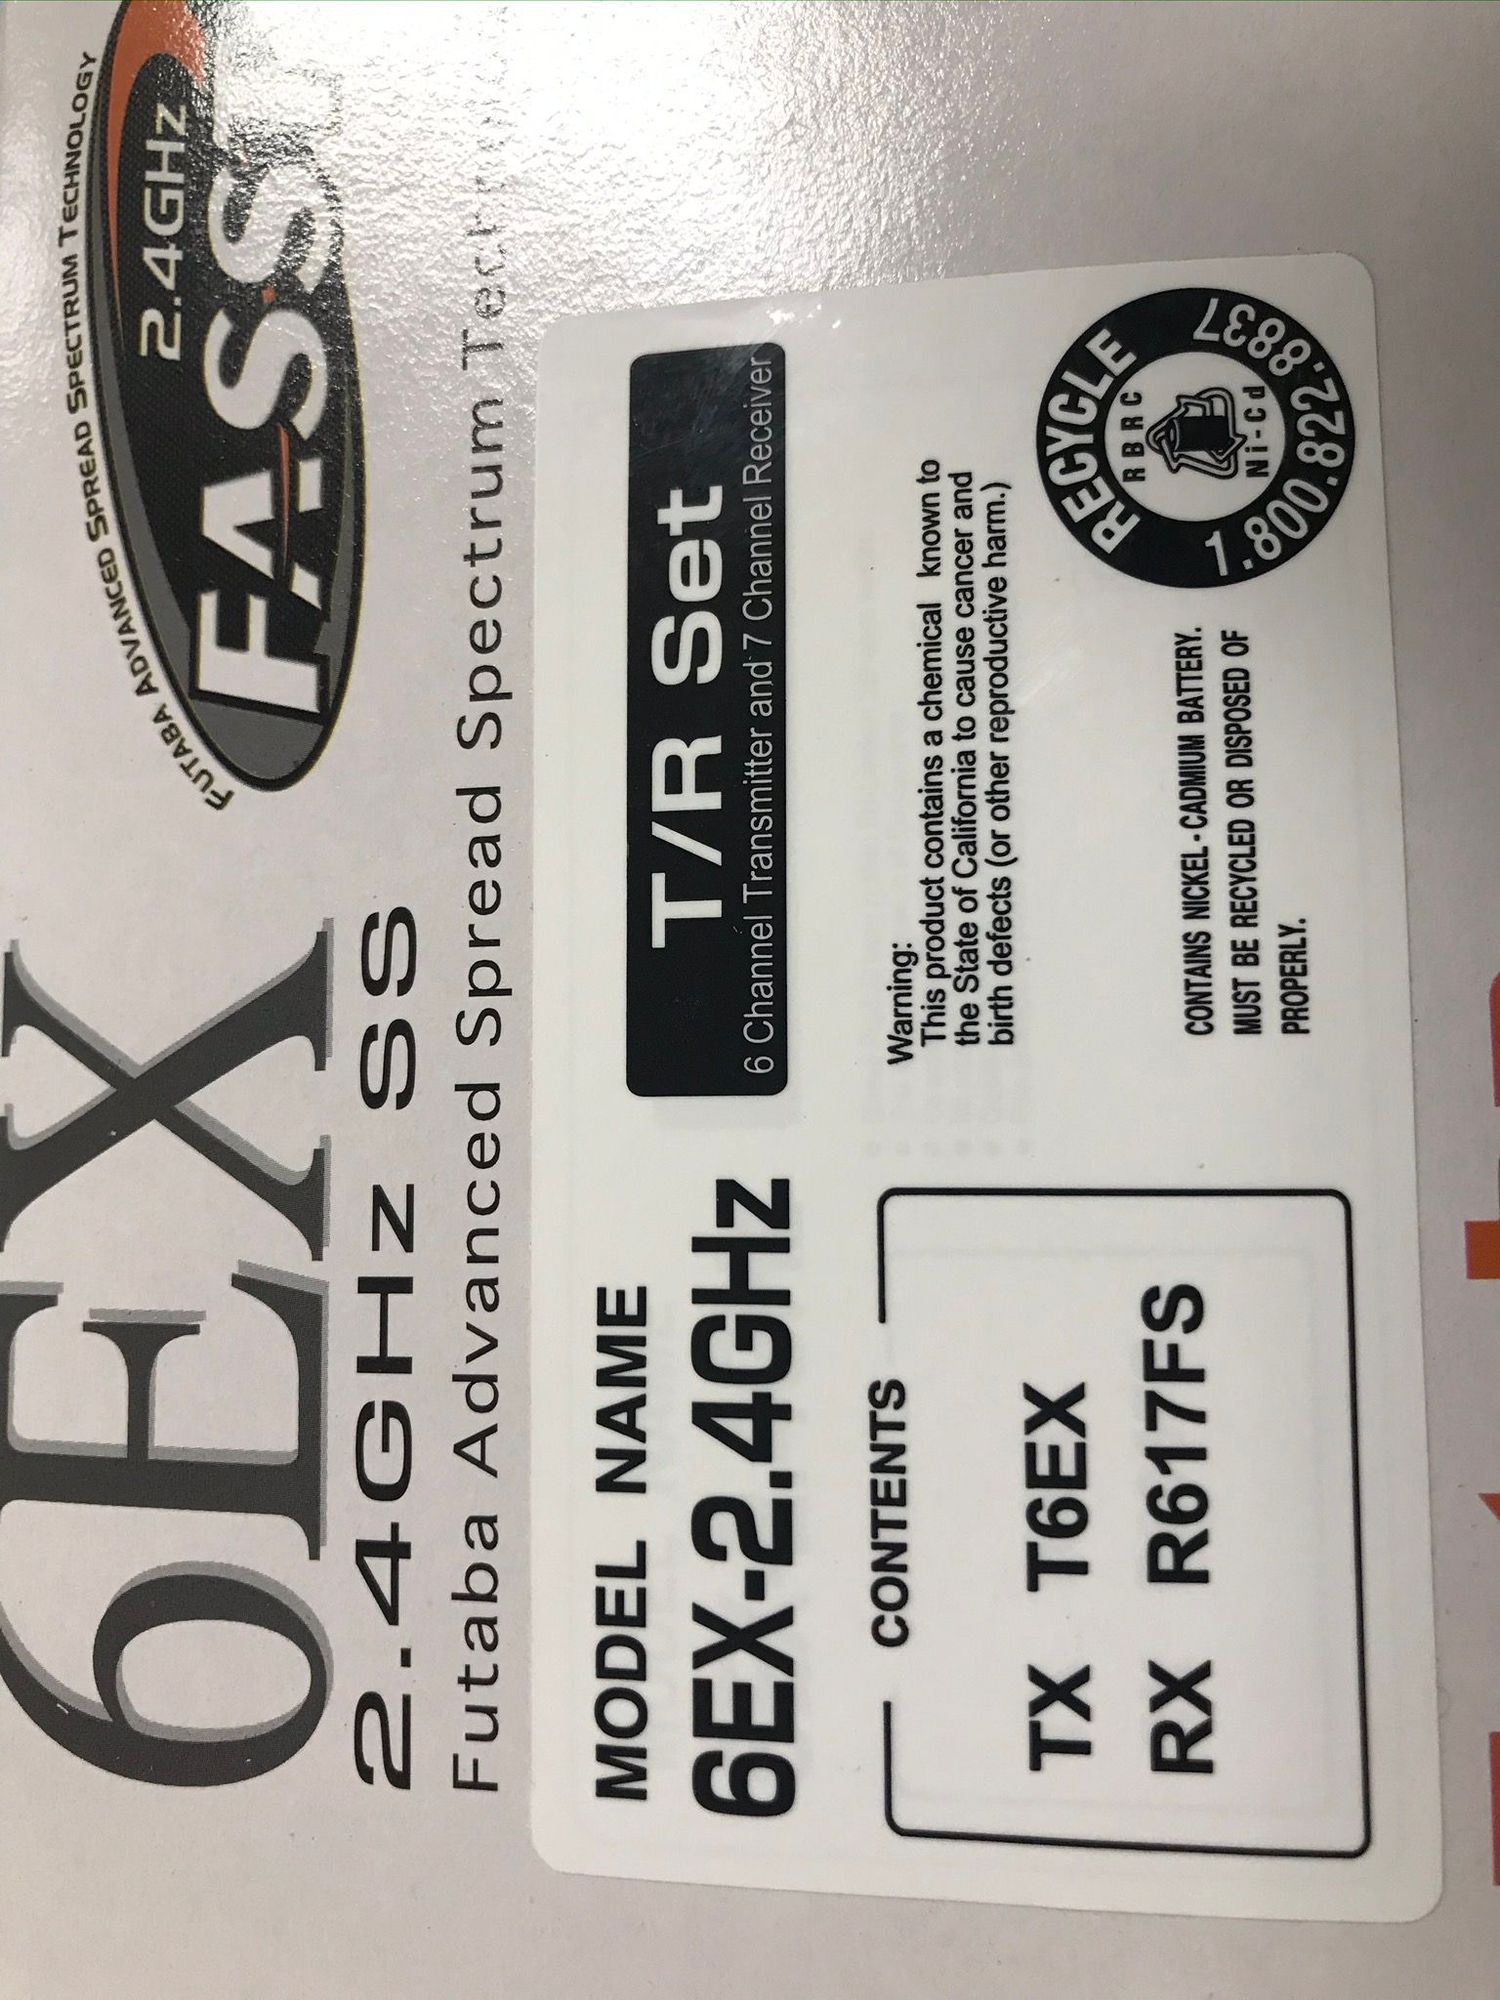 6EX
2.4GHz SS
Futaba Advanced Spread Spectrum
FUTABA ADVANCED SPREAD SPECTRUM TECHNOLOGY
2.4GHz
FASST
MODEL NAME
6EX-2.4GHz
T/R Set
6 Channel Transmitter and 7 Channel Receiver
CONTENTS
TX T6EX
RX R617FS
Warning:
This product contains a chemical known to
the State of California to cause cancer and
birth defects (or other reproductive harm.)
CONTAINS NICKEL-CADMIUM BATTERY.
MUST BE RECYCLED OR DISPOSED OF
PROPERLY.
RECYCLE
RBRC
Ni-Cd
1.800.822.8837